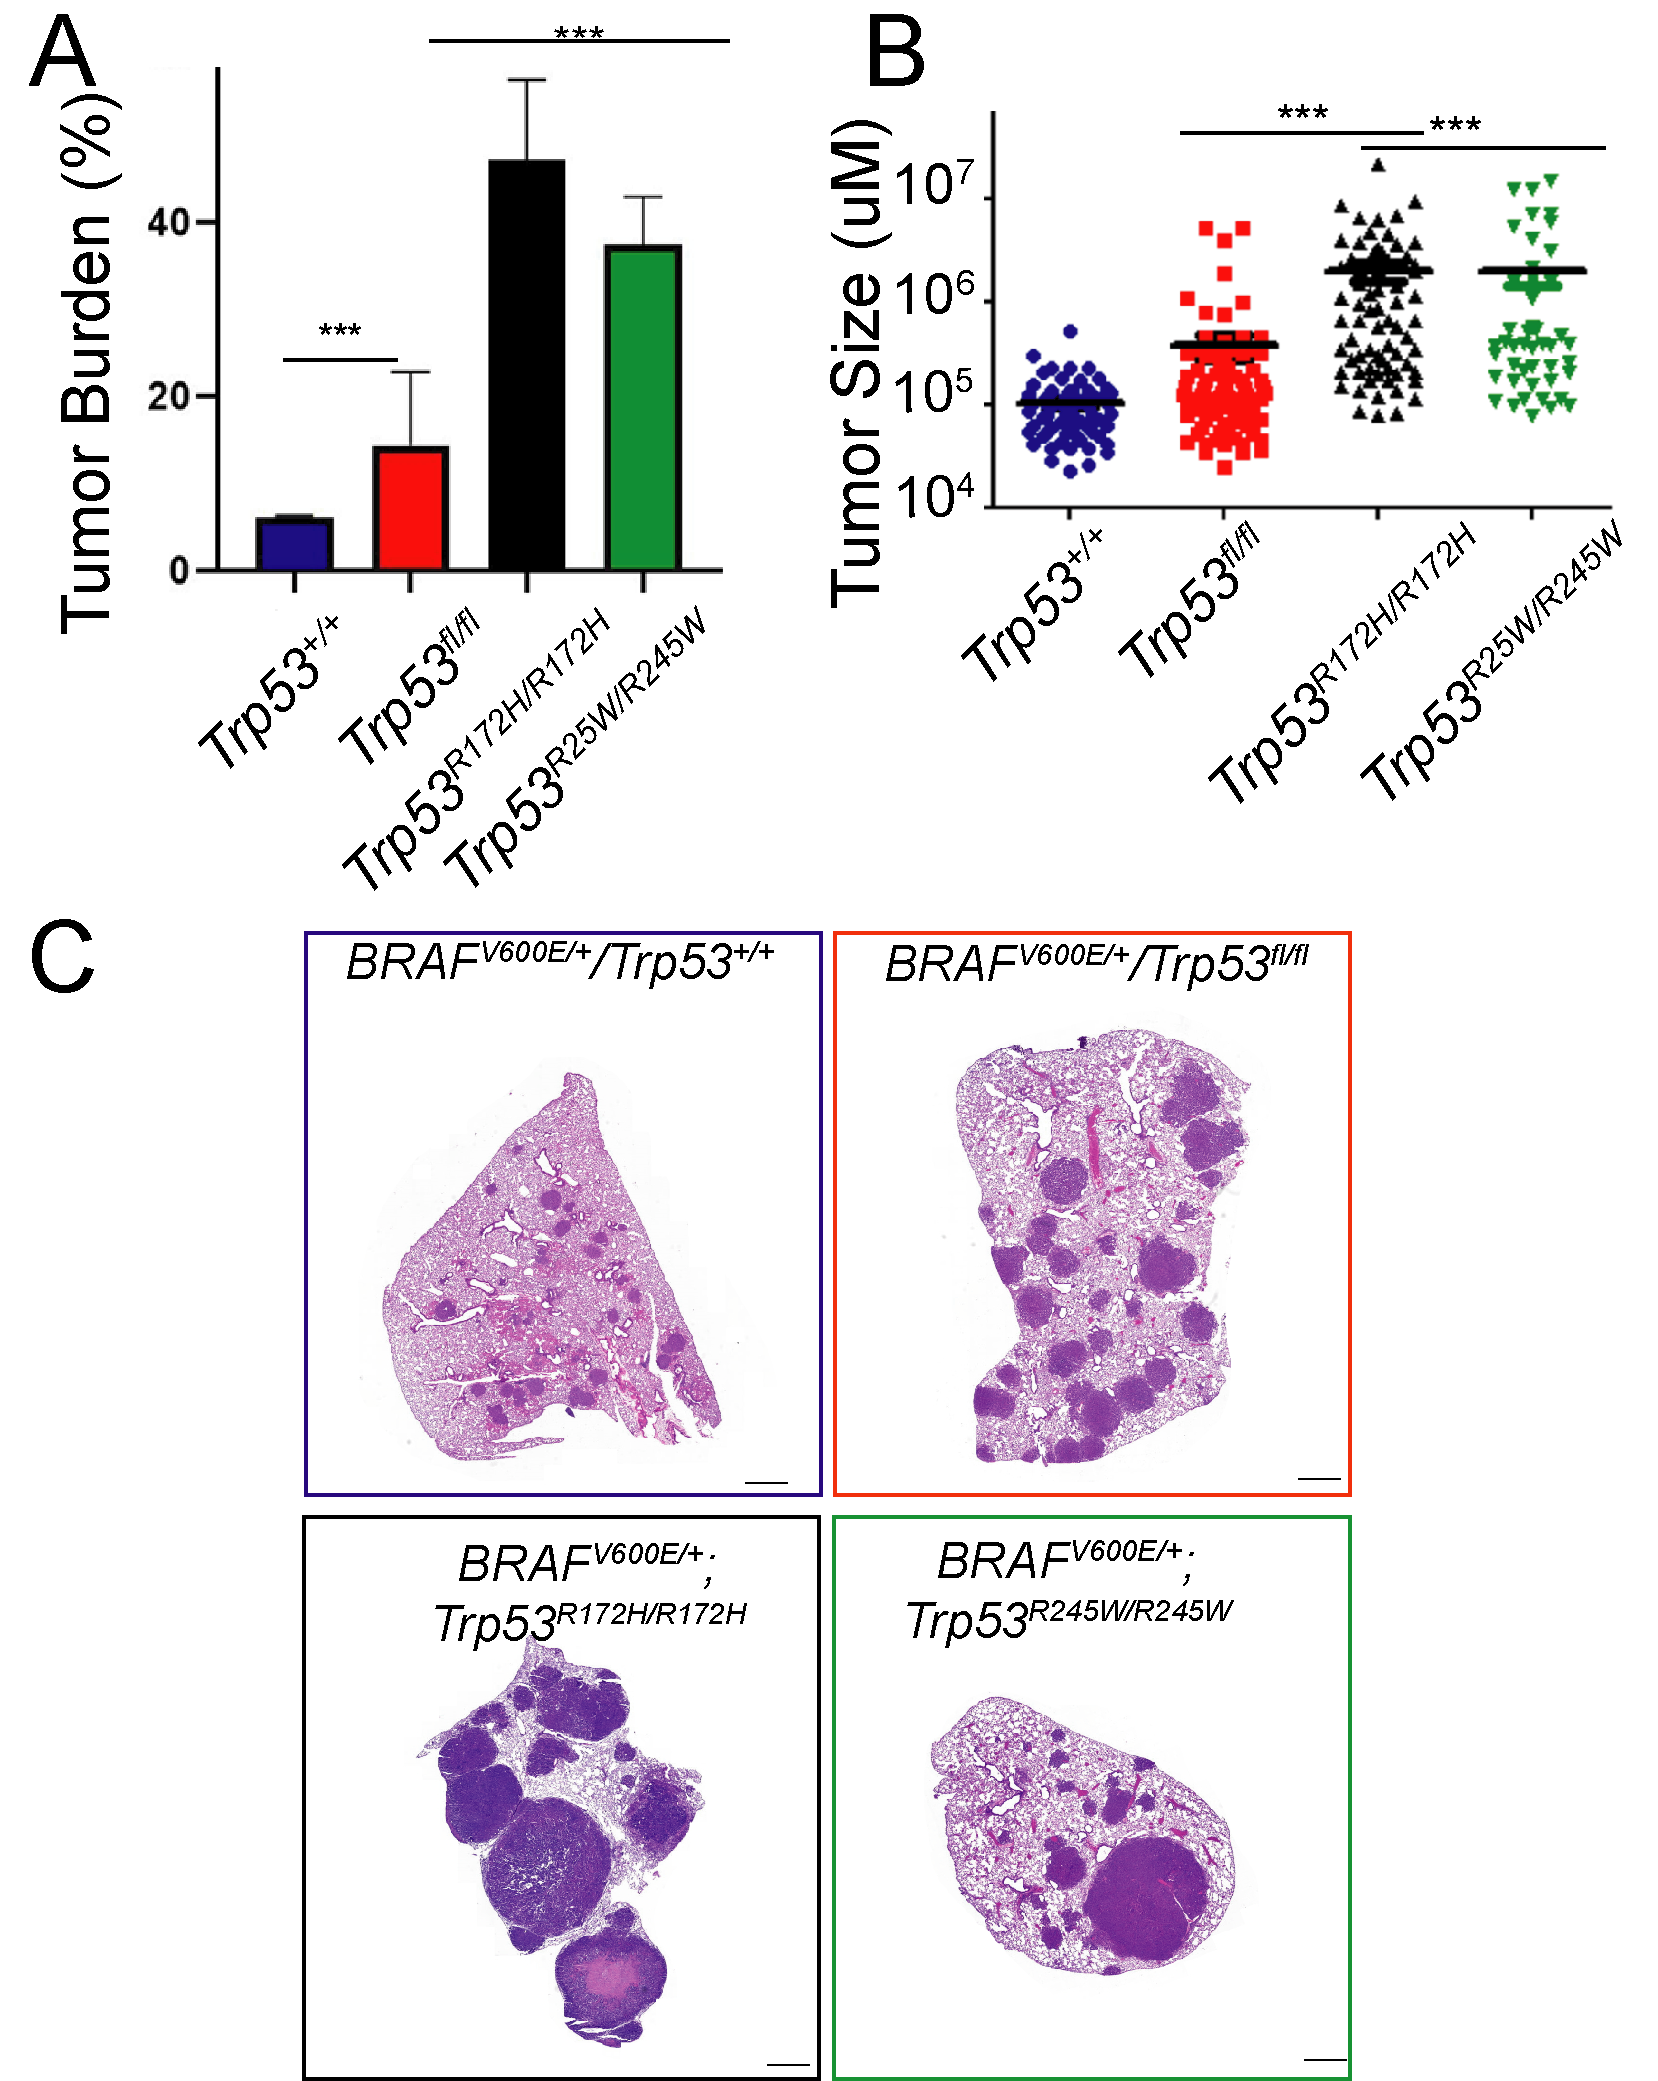 A
***
Tumor Burden (%)
40
***
20
0
Trp53+/+
Trp53fl/fl
Trp53R172H/R172H
Trp53R25W/R245W
B
***
***
Tumor Size (uM)
10^7
10^6
10^5
10^4
Trp53+/+
Trp53fl/fl
Trp53R172H/R172H
Trp53R25W/R245W
C
BRAFV600E/+/Trp53+/+
BRAFV600E/+/Trp53fl/fl
BRAFV600E/+;
Trp53R172H/R172H
BRAFV600E/+;
Trp53R245W/R245W